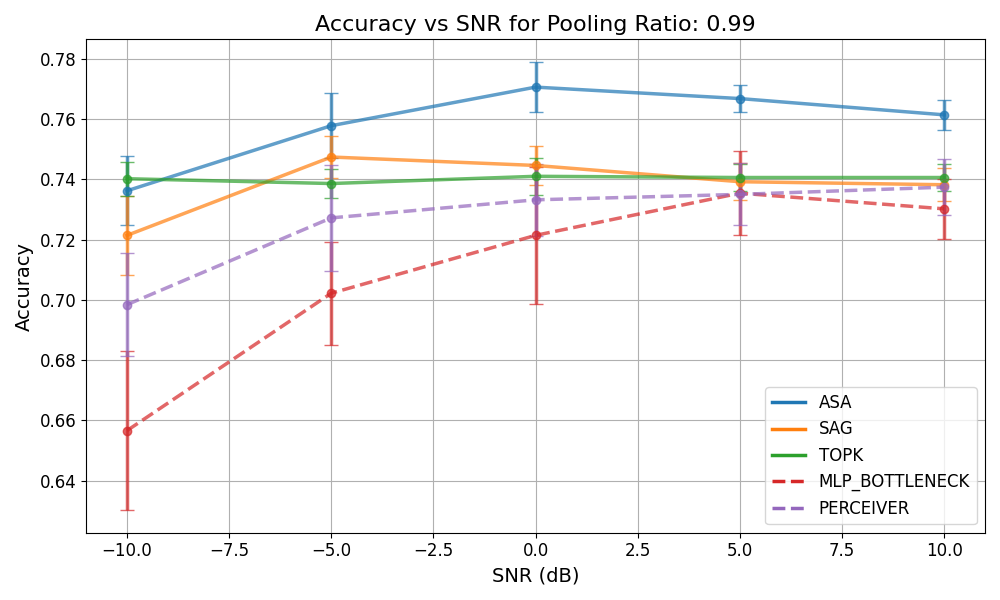 Accuracy vs SNR for Pooling Ratio: 0.99
Accuracy
0.78
0.76
0.74
0.72
0.70
0.68
0.66
0.64
−10.0 −7.5 −5.0 −2.5 0.0 2.5 5.0 7.5 10.0
SNR (dB)
ASA
SAG
TOPK
MLP_BOTTLENECK
PERCEIVER